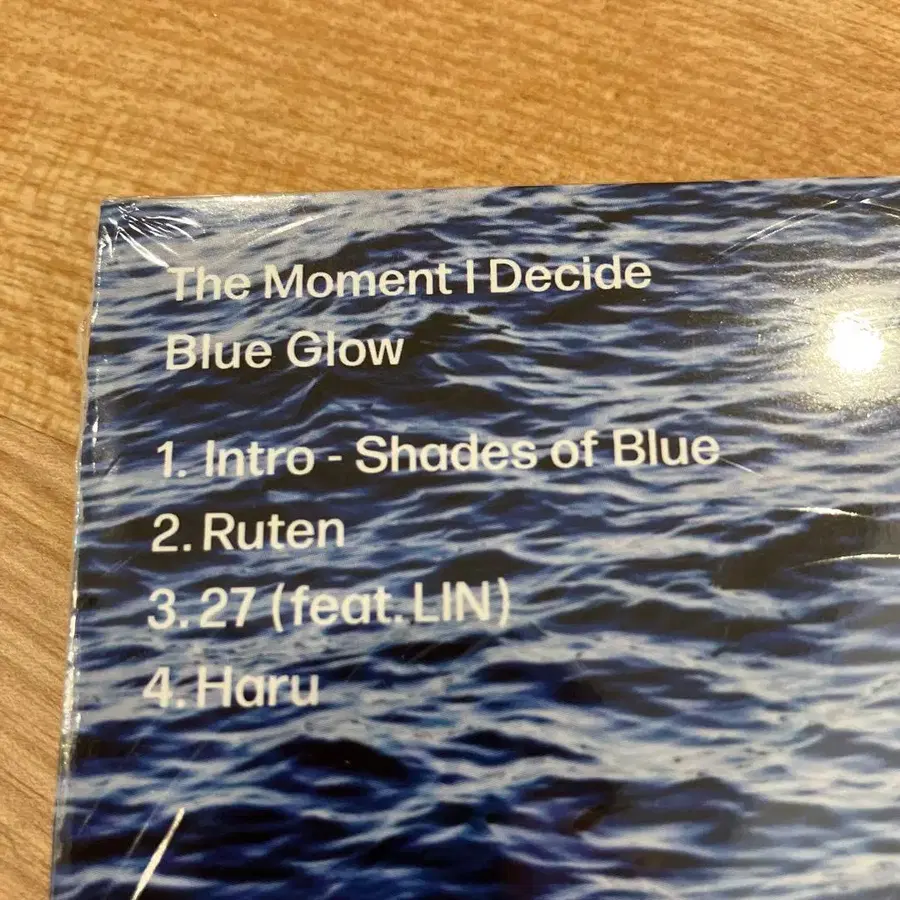 The Moment I Decide
Blue Glow
1. Intro - Shades of Blue
2. Ruten
3. 27 (feat. LIN)
4. Haru